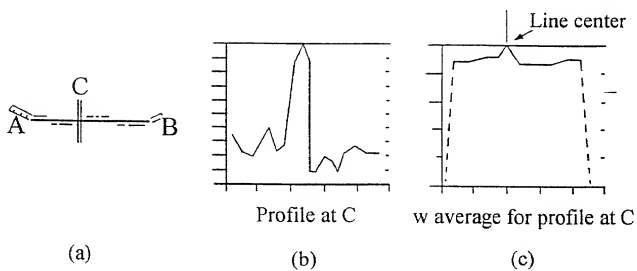 Line center
C
A
B
Profile at C
w average for profile at C
(a)
(b)
(c)